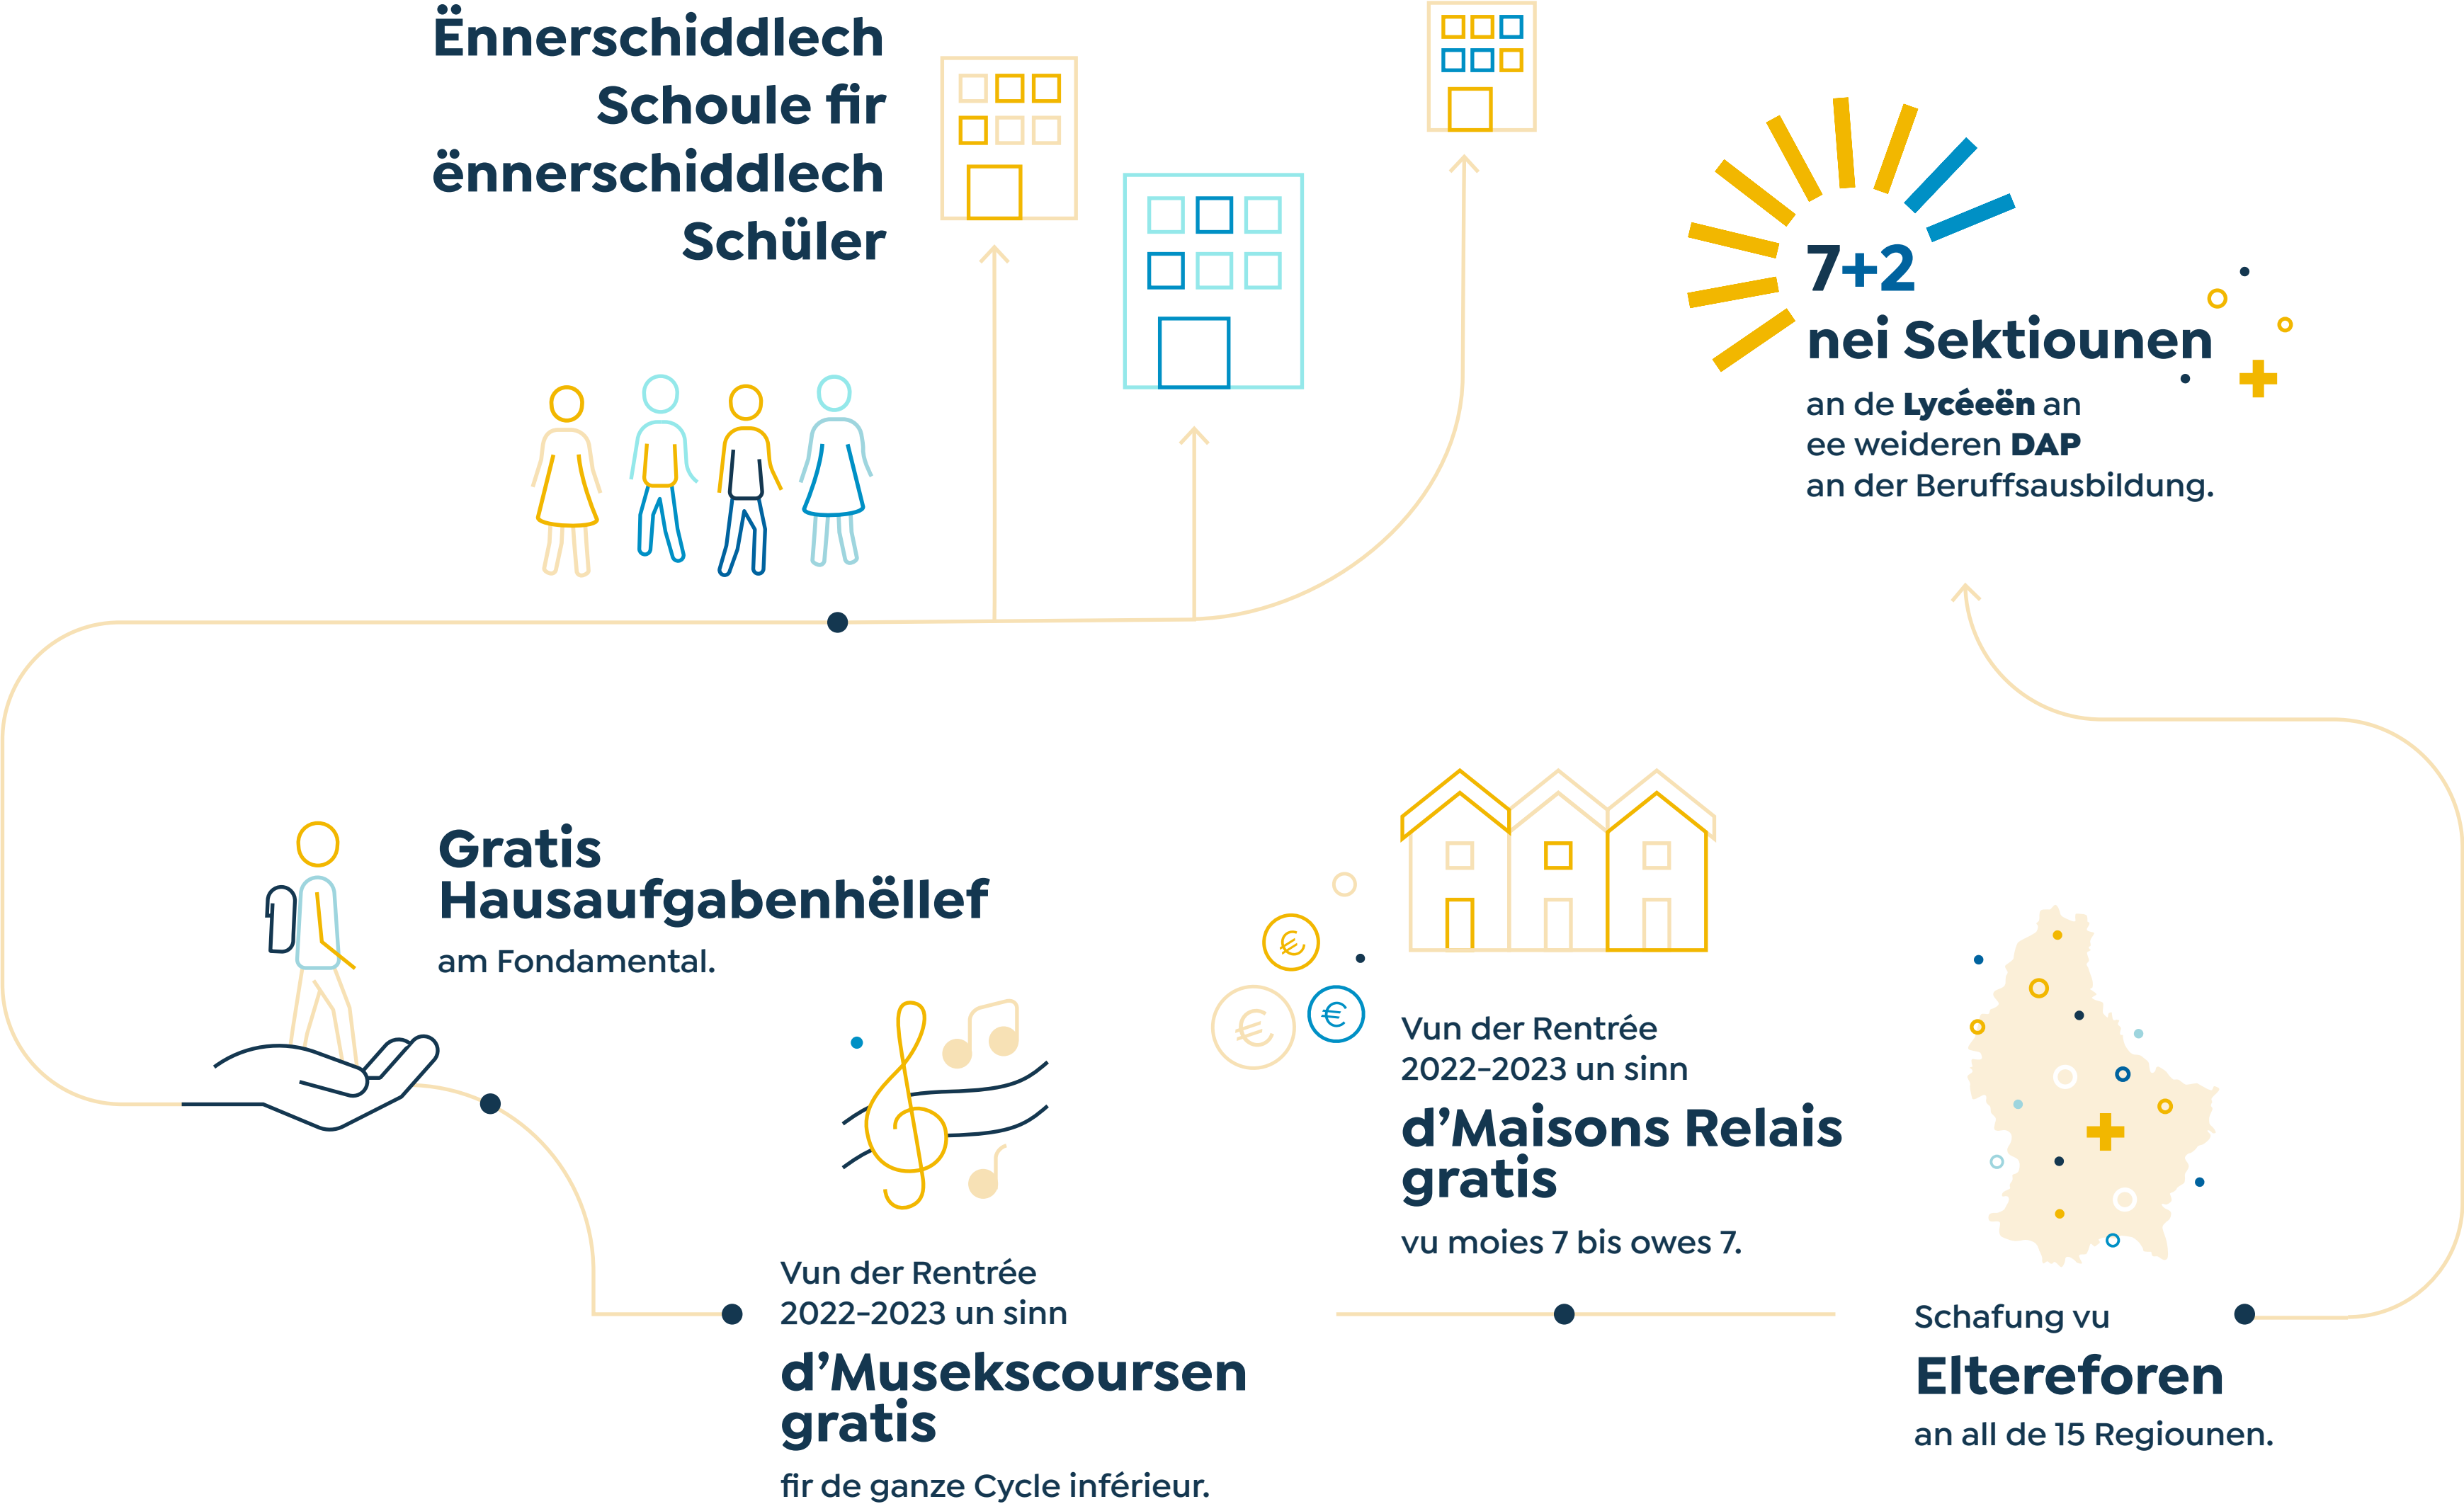 Ënnerschiddlech
Schoule fir
ënnerschiddlech
Schüler
7+2
nei Sektiounen
an de Lycéeën an
ee weideren DAP
an der Beruffsausbildung.
Gratis
Hausaufgabenhëllef
am Fondamental.
Vun der Rentrée
2022-2023 un sinn
d'Musekscoursen
gratis
fir de ganze Cycle inférieur.
€
€
€
Vun der Rentrée
2022-2023 un sinn
d'Maisons Relais
gratis
vu moies 7 bis owes 7.
Schafung vu
Eltereforen
an all de 15 Regiounen.